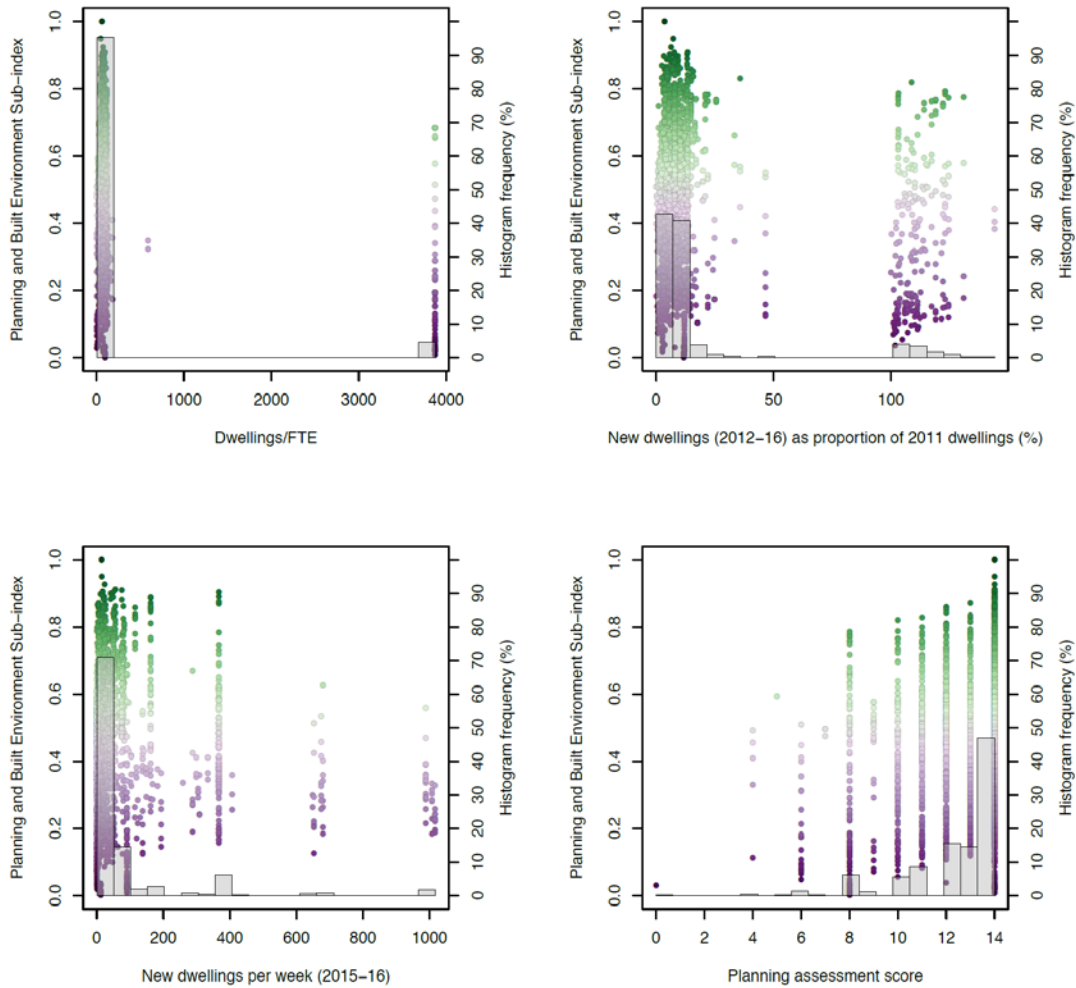 Planning and Built Environment Sub-index
0.0 0.2 0.4 0.6 0.8 1.0
0 10 20 30 40 50 60 70 80 90
Histogram frequency (%)
0 1000 2000 3000 4000
Dwellings/FTE
Planning and Built Environment Sub-index
0.0 0.2 0.4 0.6 0.8 1.0
0 10 20 30 40 50 60 70 80 90
Histogram frequency (%)
0 50 100
New dwellings (2012-16) as proportion of 2011 dwellings (%)
Planning and Built Environment Sub-index
0.0 0.2 0.4 0.6 0.8 1.0
0 10 20 30 40 50 60 70 80 90
Histogram frequency (%)
0 200 400 600 800 1000
New dwellings per week (2015-16)
Planning and Built Environment Sub-index
0.0 0.2 0.4 0.6 0.8 1.0
0 10 20 30 40 50 60 70 80 90
Histogram frequency (%)
0 2 4 6 8 10 12 14
Planning assessment score